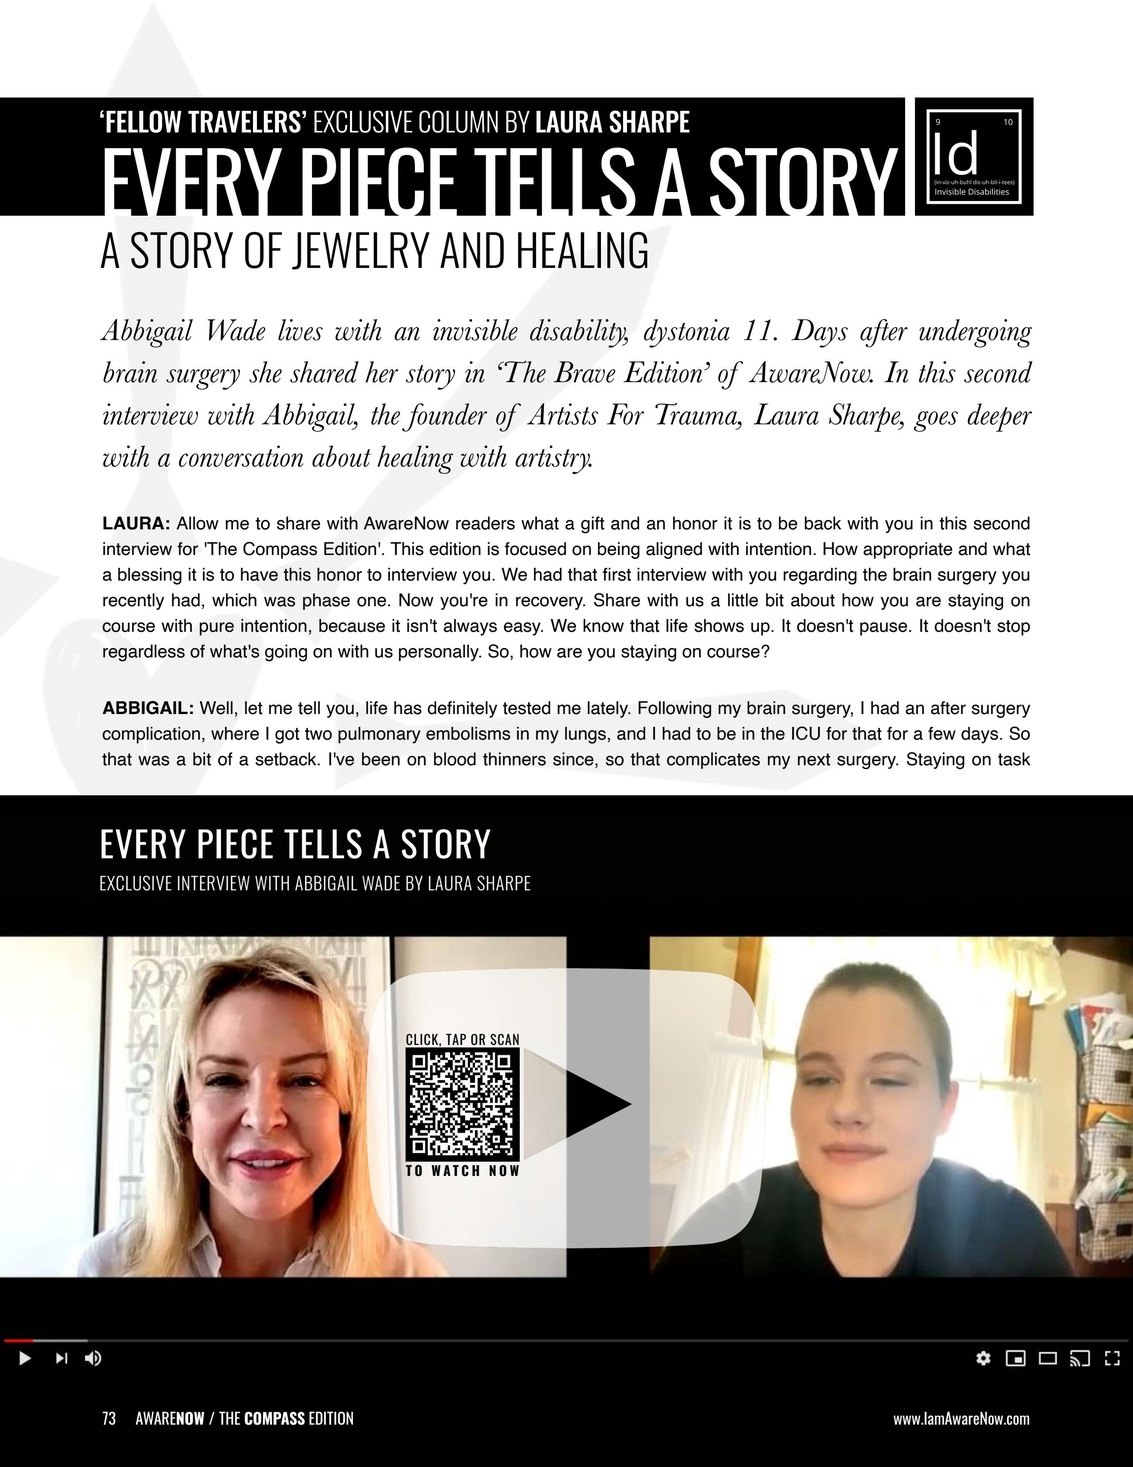 ‘FELLOW TRAVELERS’ EXCLUSIVE COLUMN BY LAURA SHARPE
EVERY PIECE TELLS A STORY
9 10
Id
(in-viz-uh-buhl dis-uh-bil-i-tees)
Invisible Disabilities
A STORY OF JEWELRY AND HEALING
Abbigail Wade lives with an invisible disability, dystonia 11. Days after undergoing
brain surgery she shared her story in ‘The Brave Edition’ of AwareNow. In this second
interview with Abbigail, the founder of Artists For Trauma, Laura Sharpe, goes deeper
with a conversation about healing with artistry.
LAURA: Allow me to share with AwareNow readers what a gift and an honor it is to be back with you in this second
interview for 'The Compass Edition'. This edition is focused on being aligned with intention. How appropriate and what
a blessing it is to have this honor to interview you. We had that first interview with you regarding the brain surgery you
recently had, which was phase one. Now you're in recovery. Share with us a little bit about how you are staying on
course with pure intention, because it isn't always easy. We know that life shows up. It doesn't pause. It doesn't stop
regardless of what's going on with us personally. So, how are you staying on course?
ABBIGAIL: Well, let me tell you, life has definitely tested me lately. Following my brain surgery, I had an after surgery
complication, where I got two pulmonary embolisms in my lungs, and I had to be in the ICU for that for a few days. So
that was a bit of a setback. I've been on blood thinners since, so that complicates my next surgery. Staying on task
EVERY PIECE TELLS A STORY
EXCLUSIVE INTERVIEW WITH ABBIGAIL WADE BY LAURA SHARPE
CLICK, TAP OR SCAN
TO WATCH NOW
73 AWARENOW / THE COMPASS EDITION
www.IamAwareNow.com